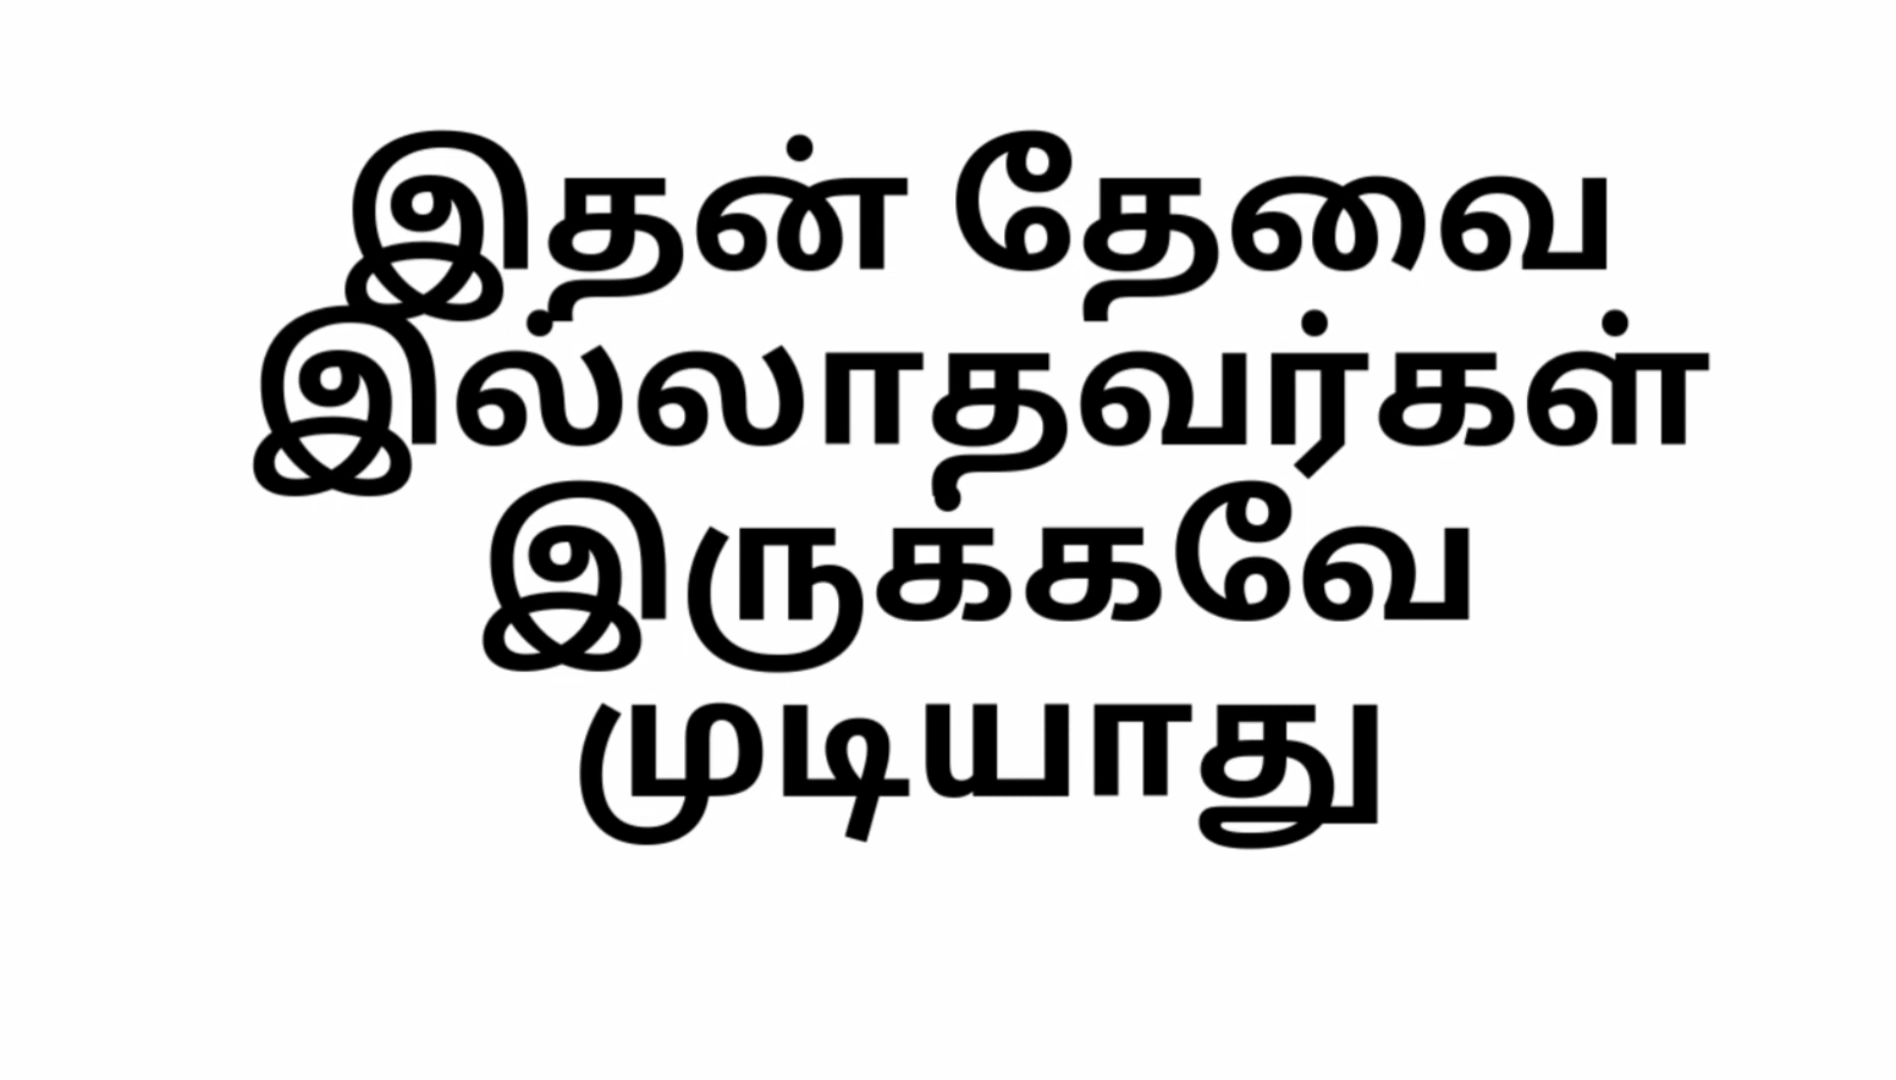 இதன் தேவை
இல்லாதவர்கள்
இருக்கவே
முடியாது